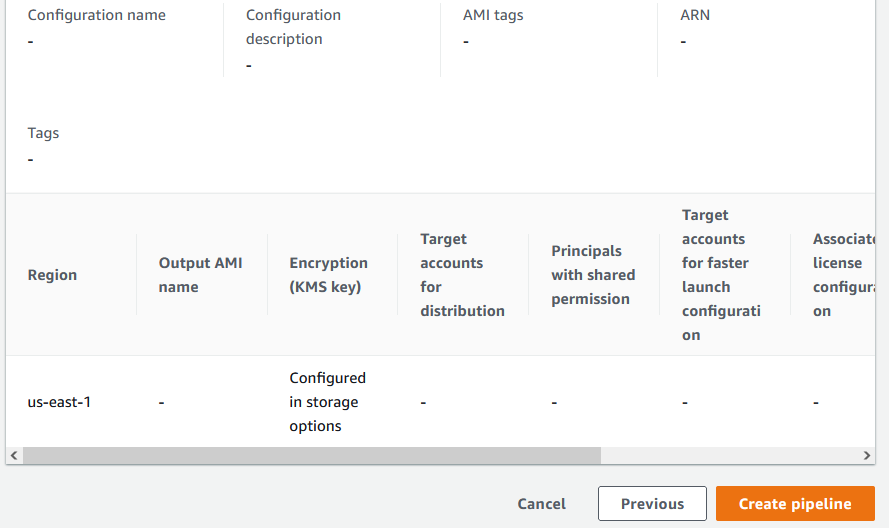 Configuration name
-
Configuration
description
-
AMI tags
-
ARN
-
Tags
-
Region
Output AMI
name
Encryption
(KMS key)
Target
accounts
for
distribution
Principals
with shared
permission
Target
accounts
for faster
launch
configurati
on
license
on
us-east-1
-
Configured
in storage
options
-
-
-
-
Cancel
Previous
Create pipeline